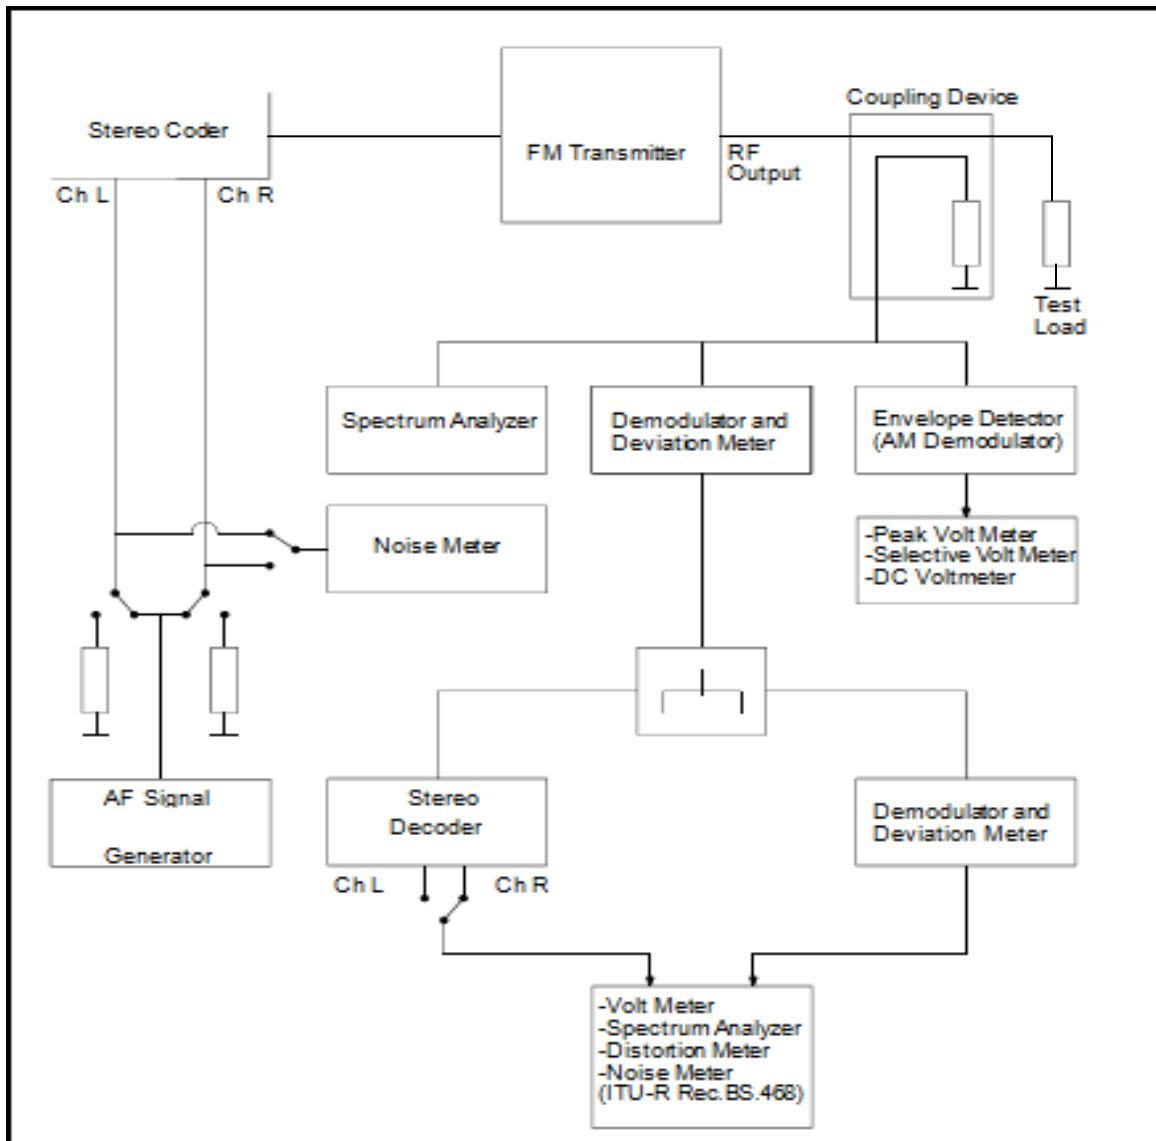 Coupling Device
Stereo Coder
FM Transmitter
RF
Output
Ch L
Ch R
Test
Load
Spectrum Analyzer
Demodulator and
Deviation Meter
Envelope Detector
(AM Demodulator)
Noise Meter
-Peak Volt Meter
-Selective Volt Meter
-DC Voltmeter
AF Signal
Generator
Stereo
Decoder
Demodulator and
Deviation Meter
Ch L
Ch R
-Volt Meter
-Spectrum Analyzer
-Distortion Meter
-Noise Meter
(ITU-R Rec.BS.468)